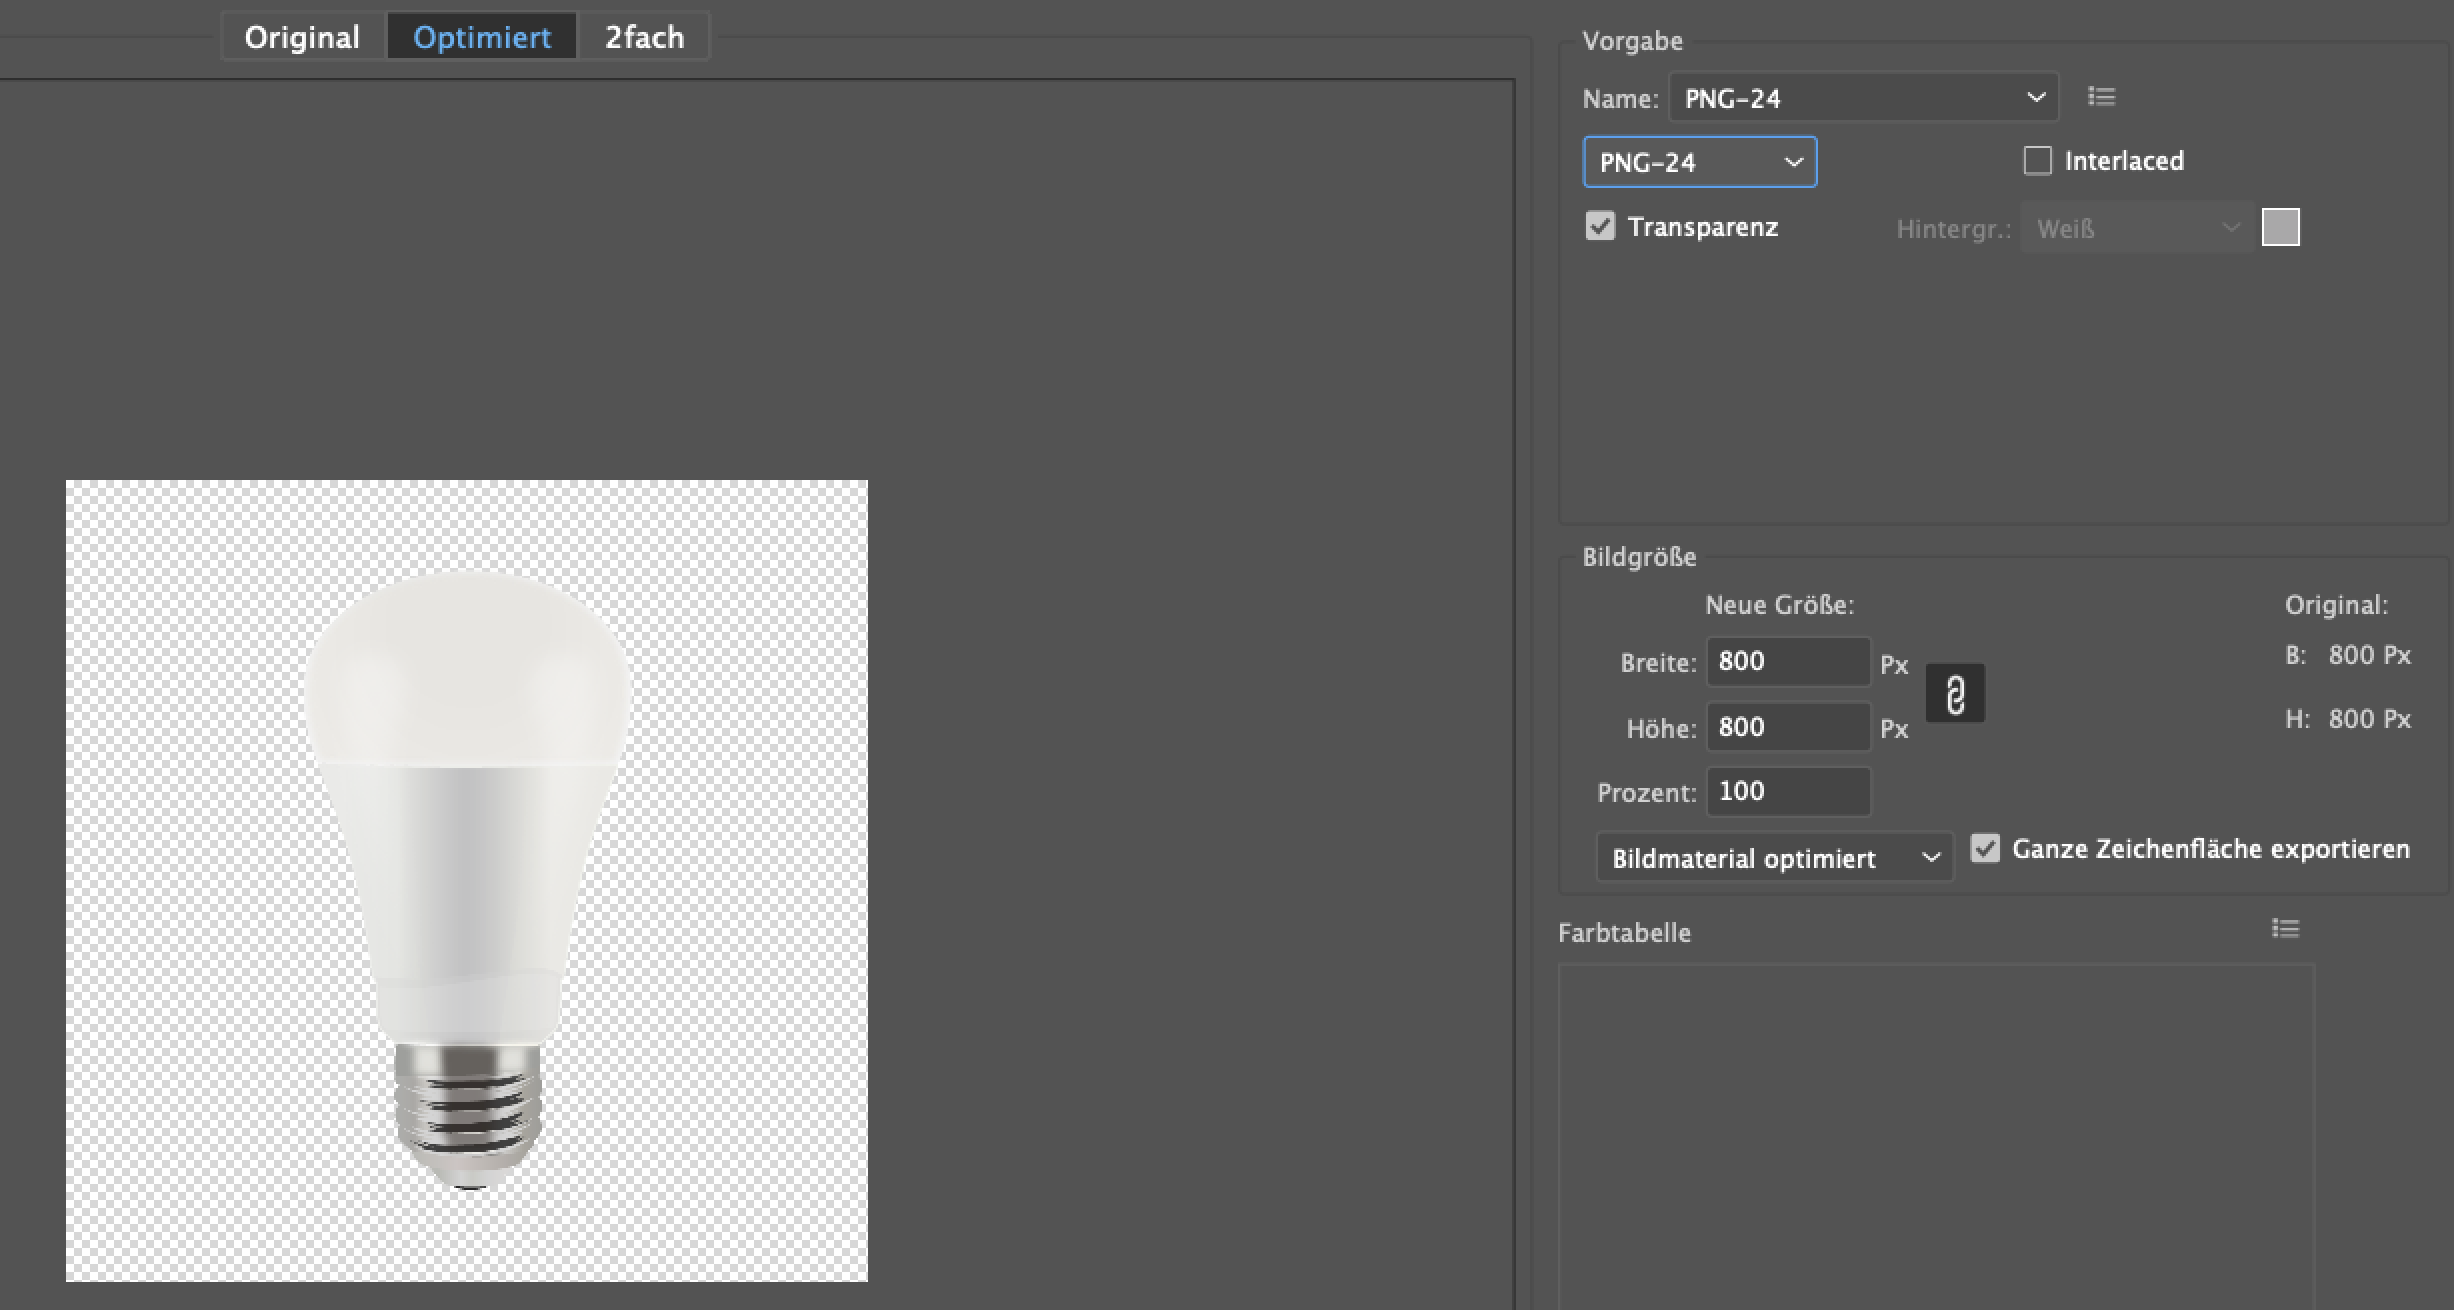 Original Optimiert 2fach
Vorgabe
Name: PNG-24
PNG-24 Interlaced
Transparenz Hintergr.: Weiß
Bildgröße
Neue Größe: Original:
Breite: 800 Px B: 800 Px
Höhe: 800 Px H: 800 Px
Prozent: 100
Bildmaterial optimiert Ganze Zeichenfläche exportieren
Farbtabelle